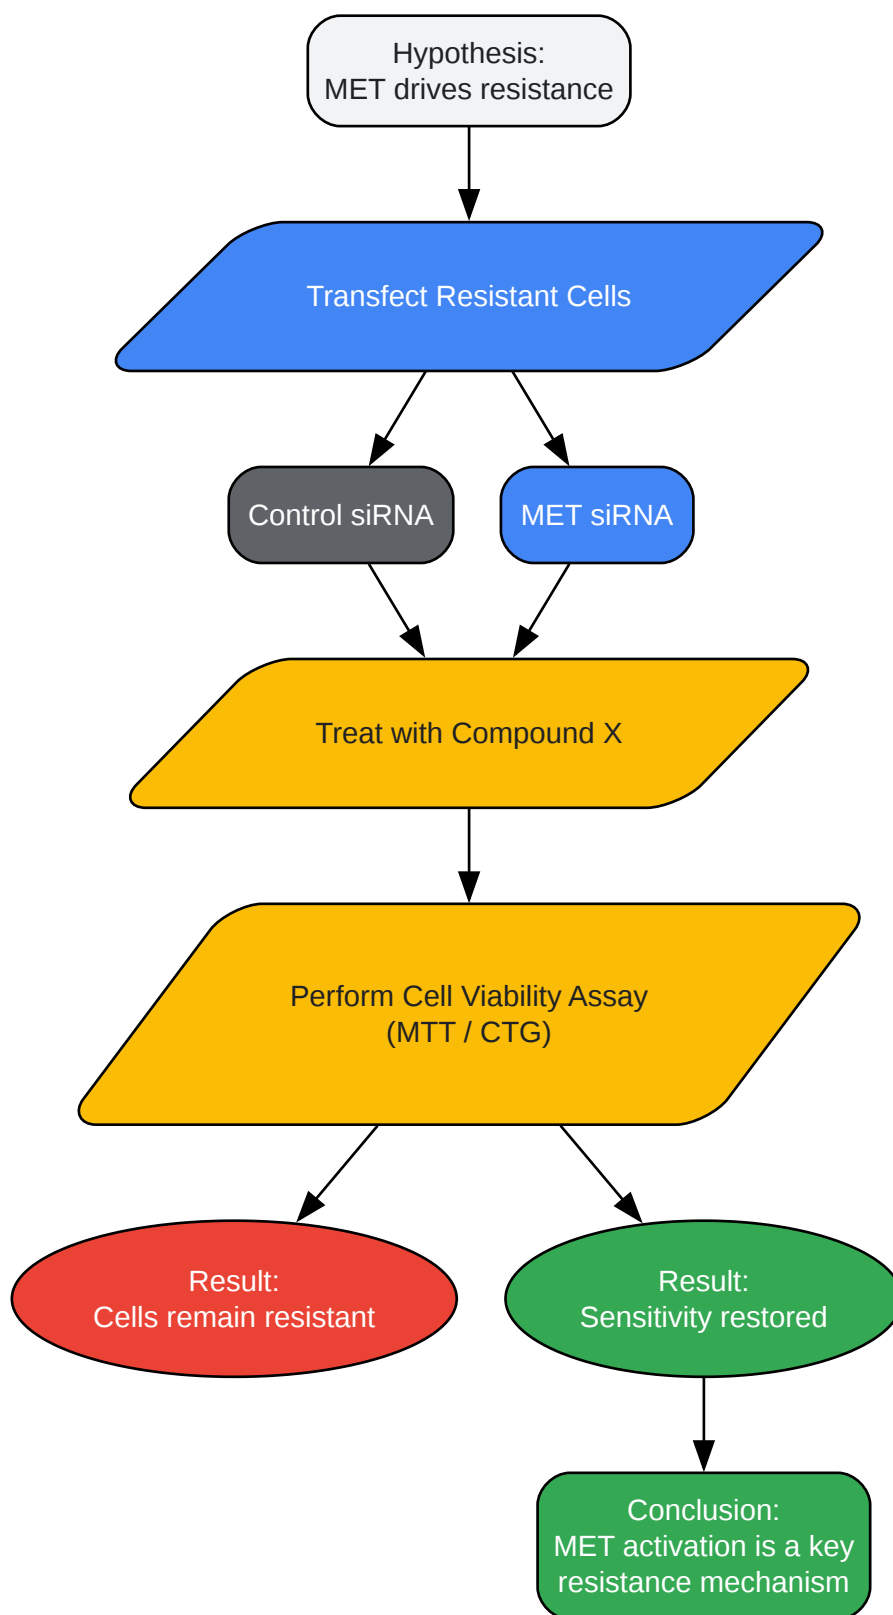 Hypothesis:
MET drives resistance
Transfect Resistant Cells
Control siRNA
MET siRNA
Treat with Compound X
Perform Cell Viability Assay
(MTT / CTG)
Result:
Cells remain resistant
Result:
Sensitivity restored
Conclusion:
MET activation is a key
resistance mechanism